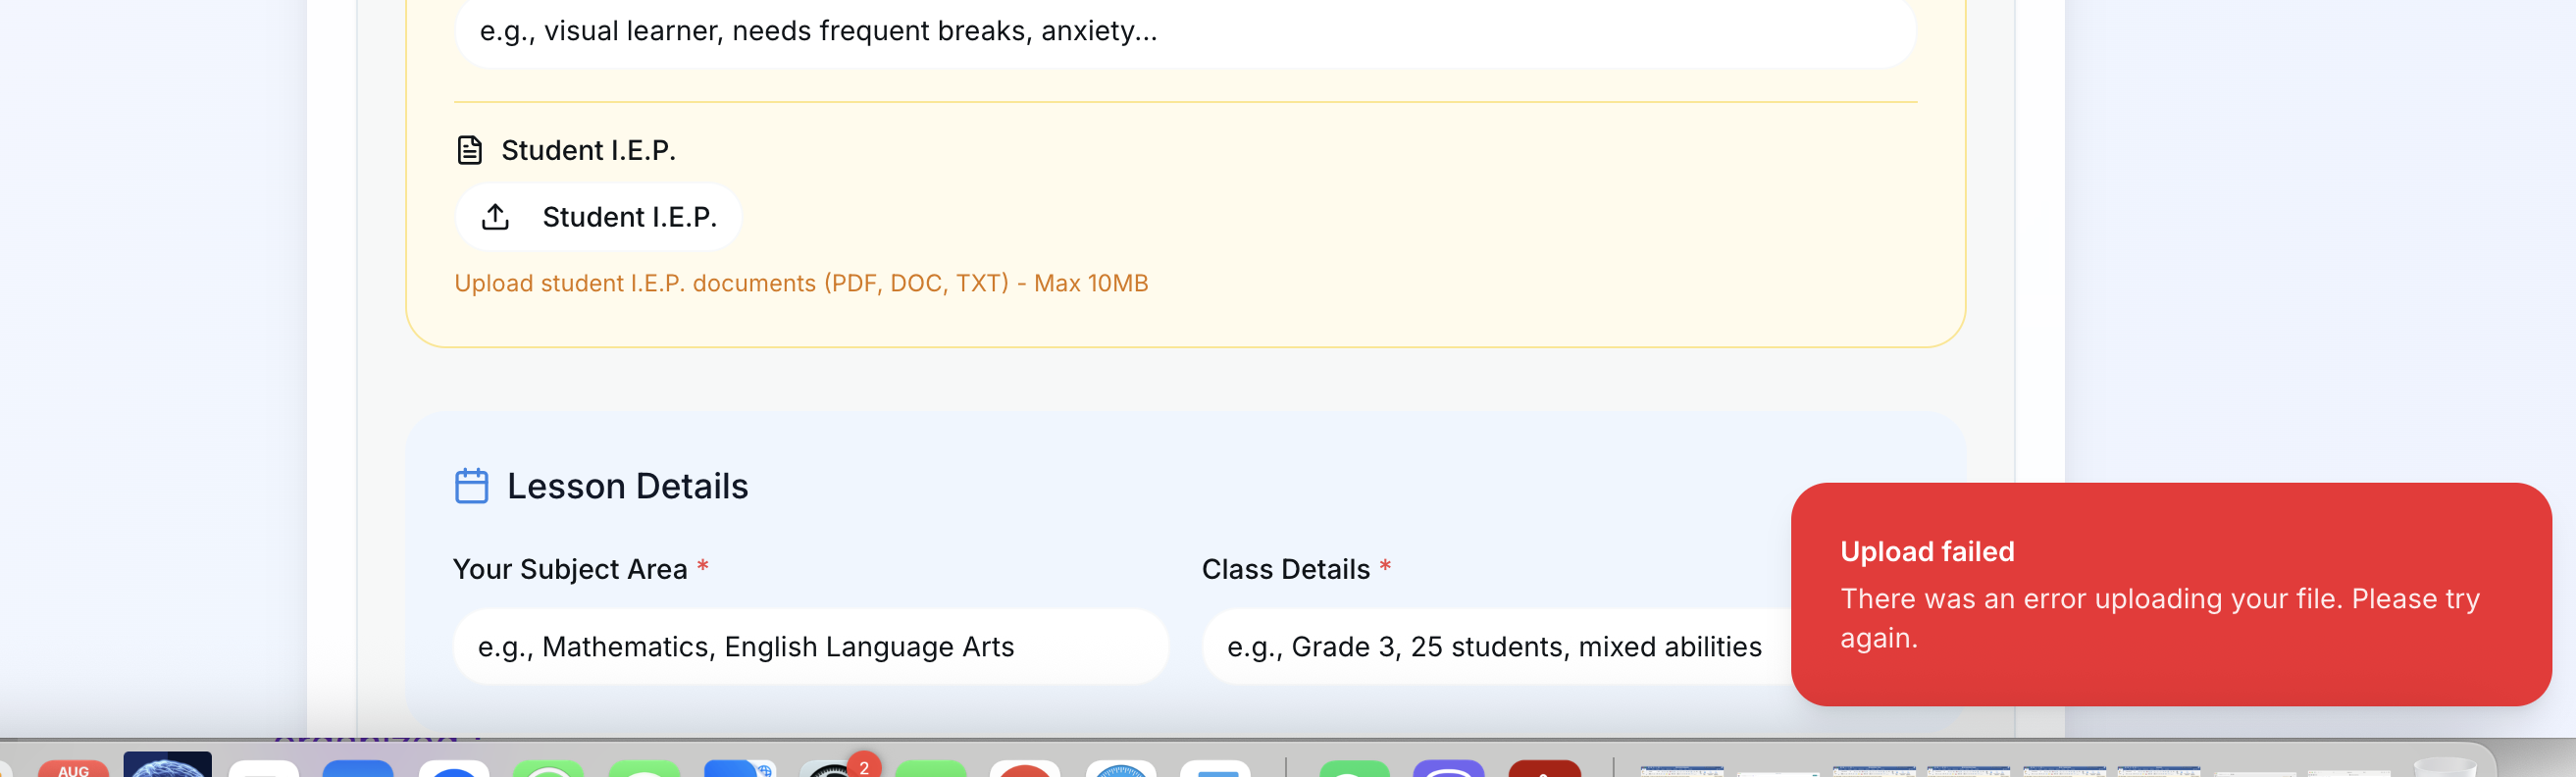 e.g., visual learner, needs frequent breaks, anxiety...
Student I.E.P.
Student I.E.P.
Upload student I.E.P. documents (PDF, DOC, TXT) - Max 10MB
Lesson Details
Your Subject Area *
Class Details *
e.g., Mathematics, English Language Arts
e.g., Grade 3, 25 students, mixed abilities
Upload failed
There was an error uploading your file. Please try
again.
AUG
2